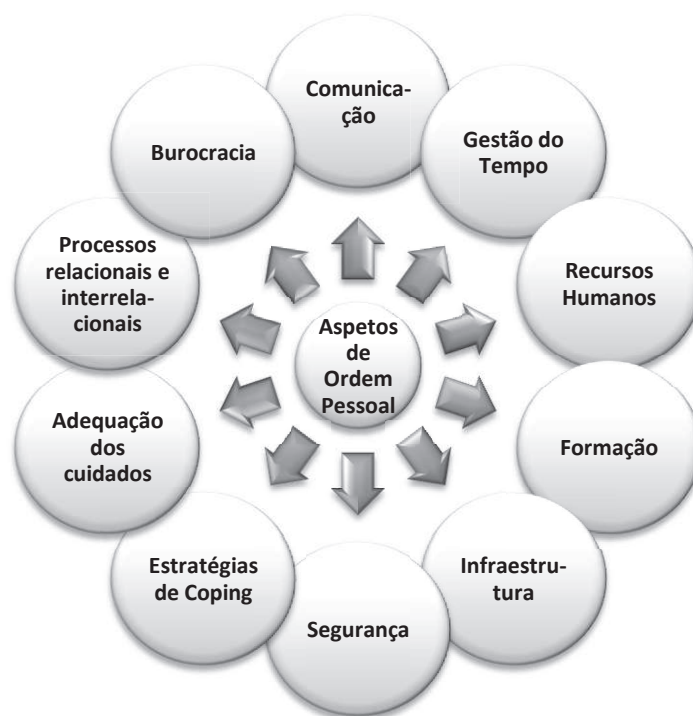 Comunica-
ção
Gestão do
Tempo
Recursos
Humanos
Formação
Infraestru-
tura
Segurança
Estratégias
de Coping
Adequação
dos
cuidados
Processos
relacionais e
interrela-
cionais
Burocracia
Aspetos
de
Ordem
Pessoal